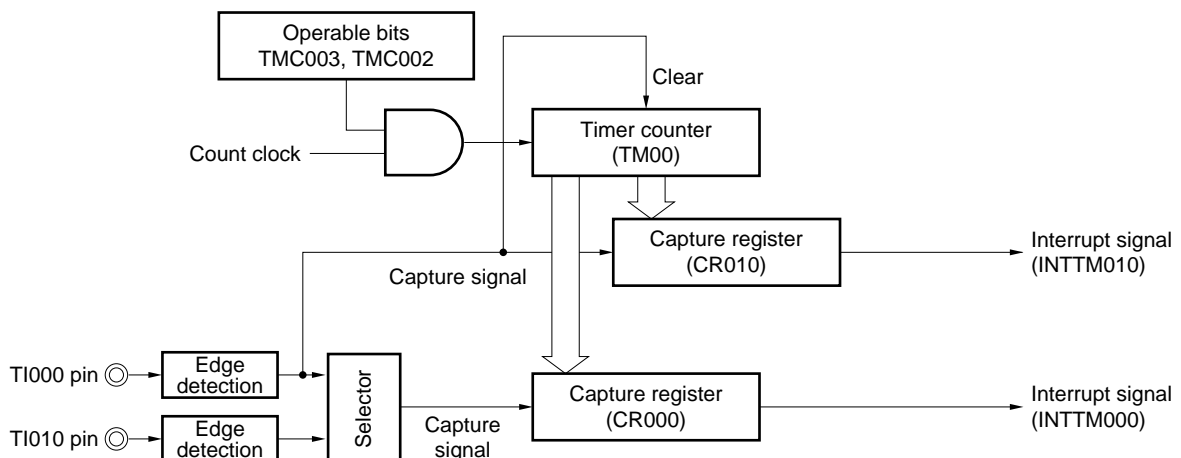 Operable bits
TMC003, TMC002
Clear
Timer counter
(TM00)
Count clock
Capture register
(CR010)
Interrupt signal
(INTTM010)
Capture signal
TI000 pin
Edge
detection
Selector
Capture register
(CR000)
Interrupt signal
(INTTM000)
TI010 pin
Edge
detection
Capture
signal